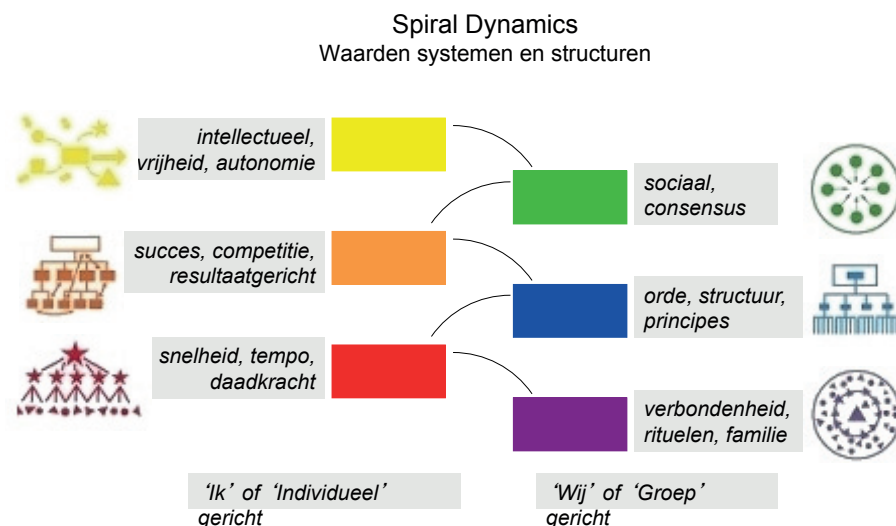 Spiral Dynamics
Waarden systemen en structuren
intellectueel,
vrijheid, autonomie
sociaal,
consensus
succes, competitie,
resultaatgericht
orde, structuur,
principes
snelheid, tempo,
daadkracht
verbondenheid,
rituelen, familie
‘Ik’ of ‘Individueel’
gericht
‘Wij’ of ‘Groep’
gericht